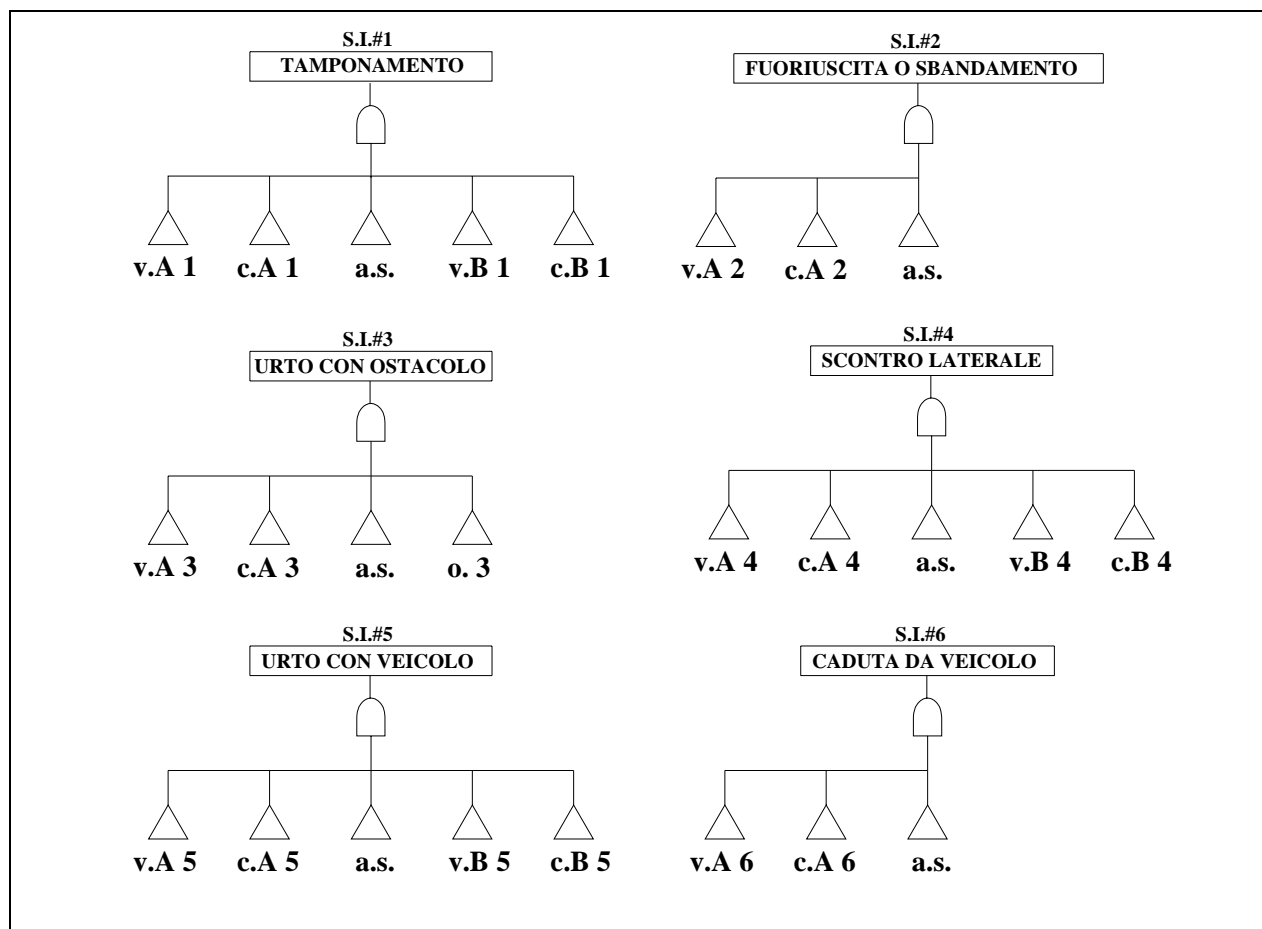 S.I.#1
TAMPONAMENTO
v.A 1 c.A 1 a.s. v.B 1 c.B 1
S.I.#2
FUORIUSCITA O SBANDAMENTO
v.A 2 c.A 2 a.s.
S.I.#3
URTO CON OSTACOLO
v.A 3 c.A 3 a.s. o. 3
S.I.#4
SCONTRO LATERALE
v.A 4 c.A 4 a.s. v.B 4 c.B 4
S.I.#5
URTO CON VEICOLO
v.A 5 c.A 5 a.s. v.B 5 c.B 5
S.I.#6
CADUTA DA VEICOLO
v.A 6 c.A 6 a.s.